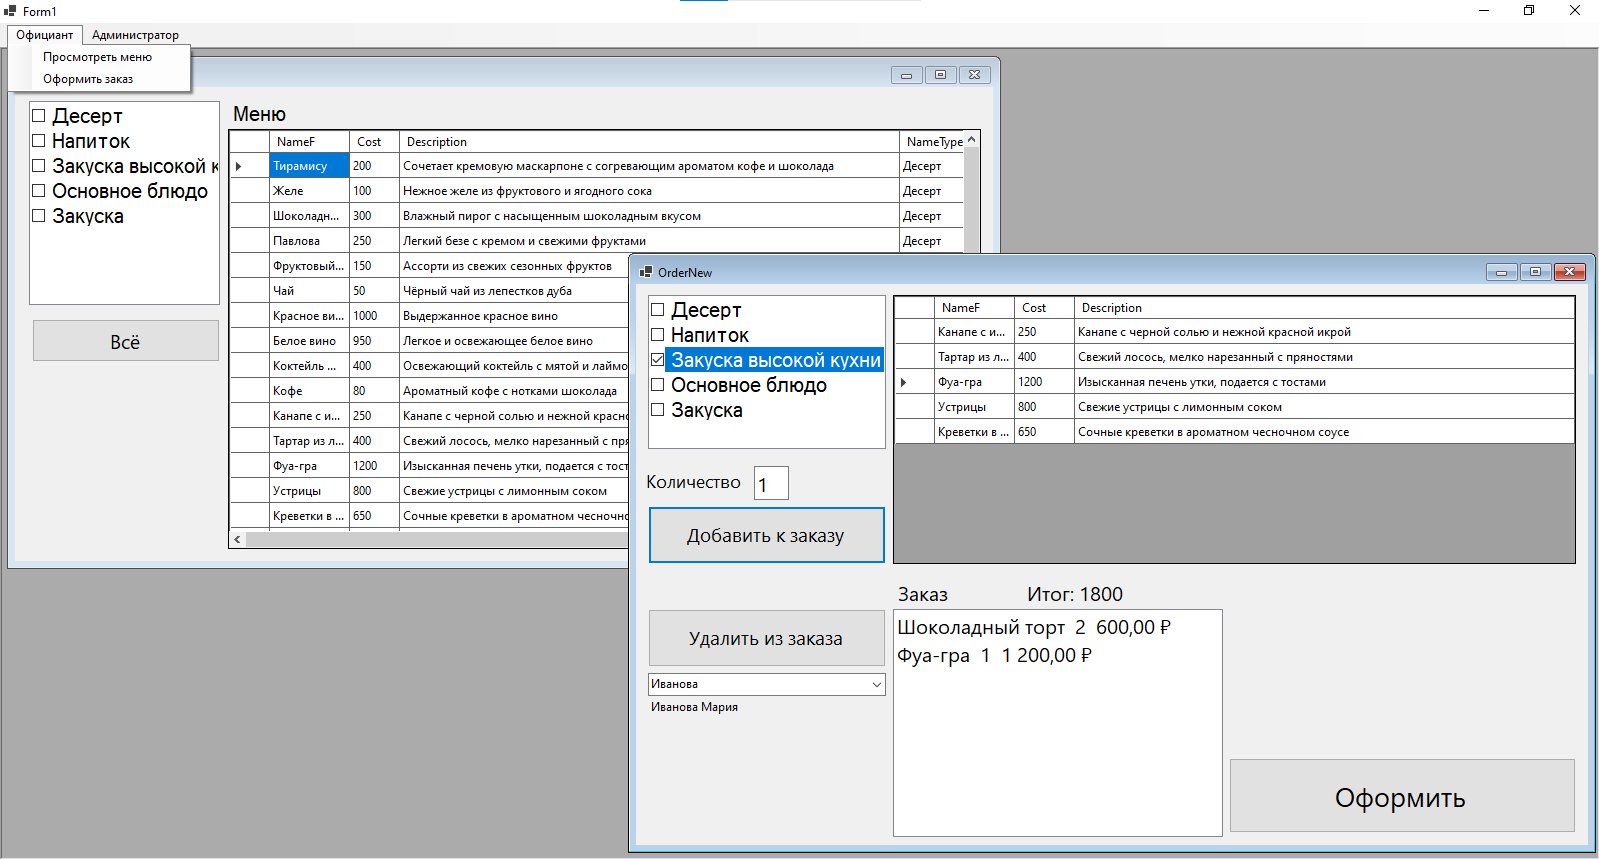 Form1
Официант Администратор
Просмотреть меню
Оформить заказ
Десерт
Напиток
Закуска высокой к
Основное блюдо
Закуска
Всё
Меню
NameF Cost Description NameType
Тирамису 200 Сочетает кремовую маскарпоне с согревающим ароматом кофе и шоколада Десерт
Желе 100 Нежное желе из фруктового и ягодного сока Десерт
Шоколадн... 300 Влажный пирог с насыщенным шоколадным вкусом Десерт
Павлова 250 Легкий безе с кремом и свежими фруктами Десерт
Фруктовый... 150 Ассорти из свежих сезонных фруктов
Чай 50 Чёрный чай из лепестков дуба
Красное ви... 1000 Выдержанное красное вино
Белое вино 950 Легкое и освежающее белое вино
Коктейль ... 400 Освежающий коктейль с мятой и лаймо
Кофе 80 Ароматный кофе с нотками шоколада
Канапе с и... 250 Канапе с черной солью и нежной красно
Тартар из л... 400 Свежий лосось, мелко нарезанный с пря
Фуа-гра 1200 Изысканная печень утки, подается с тост
Устрицы 800 Свежие устрицы с лимонным соком
Креветки в ... 650 Сочные креветки в ароматном чесночно
OrderNew
Десерт
Напиток
Закуска высокой кухни
Основное блюдо
Закуска
Количество 1
Добавить к заказу
Удалить из заказа
Иванова
Иванова Мария
NameF Cost Description
Канапе с и... 250 Канапе с черной солью и нежной красной икрой
Тартар из л... 400 Свежий лосось, мелко нарезанный с пряностями
Фуа-гра 1200 Изысканная печень утки, подается с тостами
Устрицы 800 Свежие устрицы с лимонным соком
Креветки в ... 650 Сочные креветки в ароматном чесночном соусе
Заказ Итог: 1800
Шоколадный торт 2 600,00 ₽
Фуа-гра 1 1 200,00 ₽
Оформить